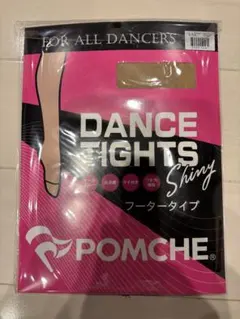 FOR ALL DANCERS
DANCE
TIGHTS
Shiny
フータータイプ
POMCHE®